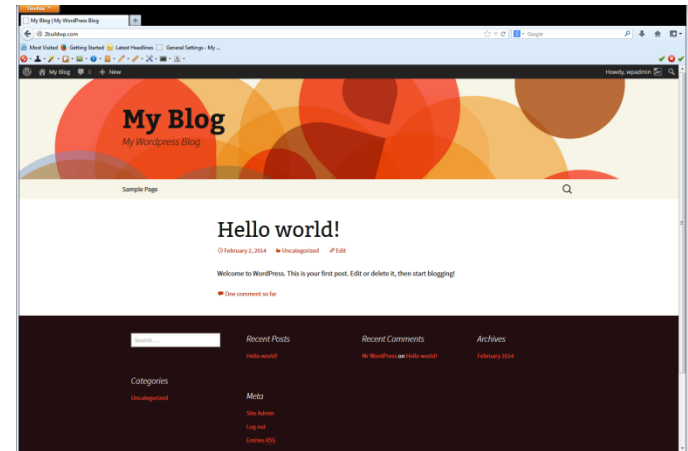 Firefox
My Blog | My WordPress Blog
2buildwp.com
Google
Most Visited Getting Started Latest Headlines General Settings - My ...
My Blog 0 + New Howdy, wpadmin
My Blog
My Wordpress Blog
Sample Page
Hello world!
February 2, 2014 Uncategorized Edit
Welcome to WordPress. This is your first post. Edit or delete it, then start blogging!
One comment so far
Search ... Recent Posts Recent Comments Archives
Hello world! Mr WordPress on Hello world! February 2014
Categories
Uncategorized Meta
Site Admin
Log out
Entries RSS